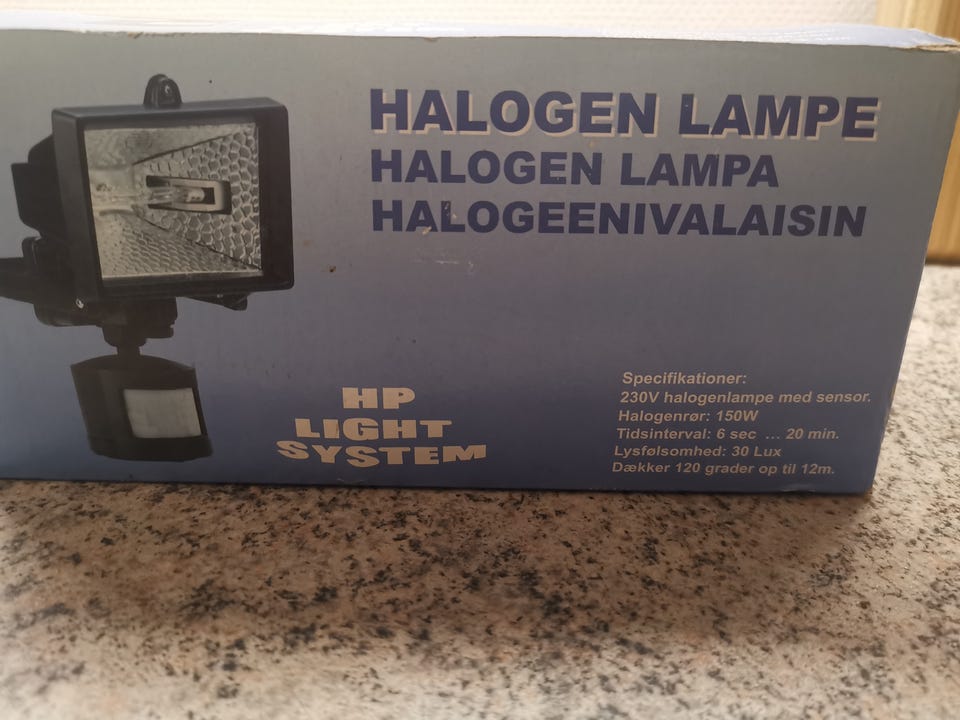 HALOGEN LAMPE
HALOGEN LAMPA
HALOGEENIVALAISIN
HP
LIGHT
SYSTEM
Specifikationer:
230V halogenlampe med sensor.
Halogenrør: 150W
Tidsinterval: 6 sec ... 20 min.
Lysfølsomhed: 30 Lux
Dækker 120 grader op til 12m.